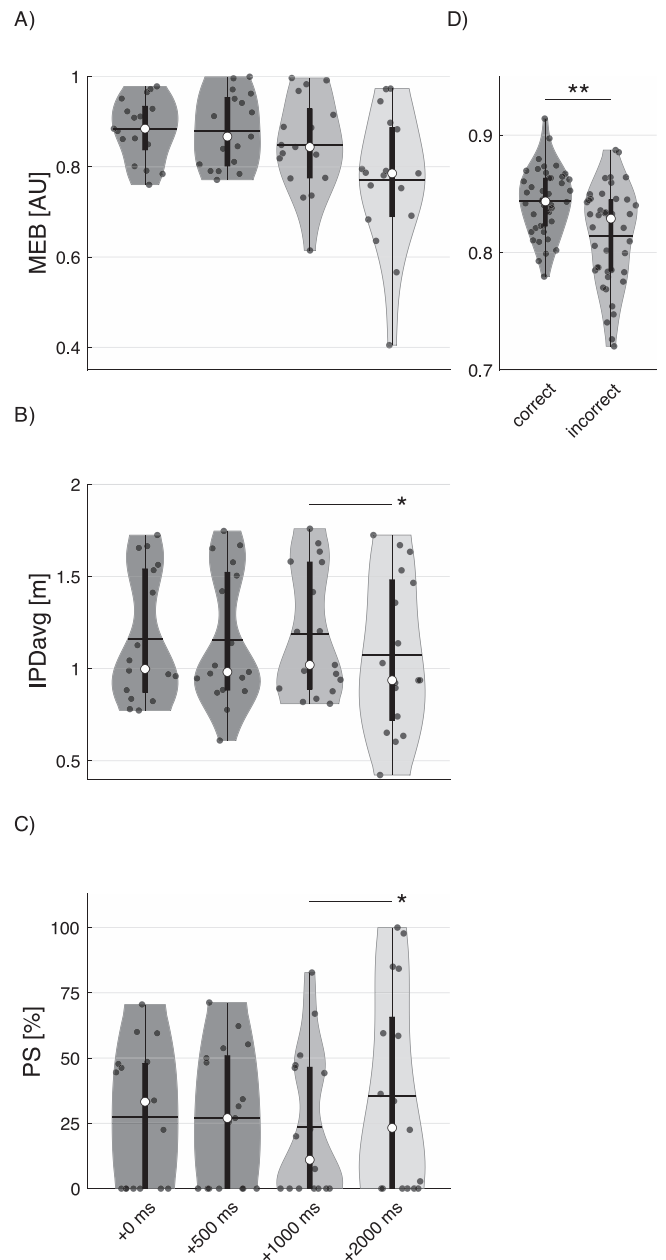 A)
D)
1
0.8
0.6
0.4
MEB [AU]
**
0.9
0.8
0.7
correct
incorrect
B)
2
1.5
1
0.5
IPDavg [m]
*
C)
100
75
50
25
0
PS [%]
*
+0 ms
+500 ms
+1000 ms
+2000 ms